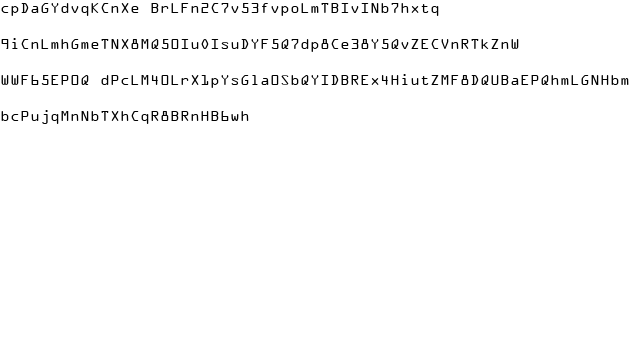 cpDaGYdvqKCnXe BrLFn2C7v53fvpoLmTBIvINb7hxtq
9iCnLmhGmeTNX8MQ5OIu0IsuDYF5Q7dp8Ce38Y5QvZECVnRTkZnW
WWF65EPOQ dPcLM4OLrX1pYsG1aOSbQYIDBREx4HiutZMF8DQUBaEPQhmLGNHbm
bcPujqMnNbTXhCqR8BRnHB6wh